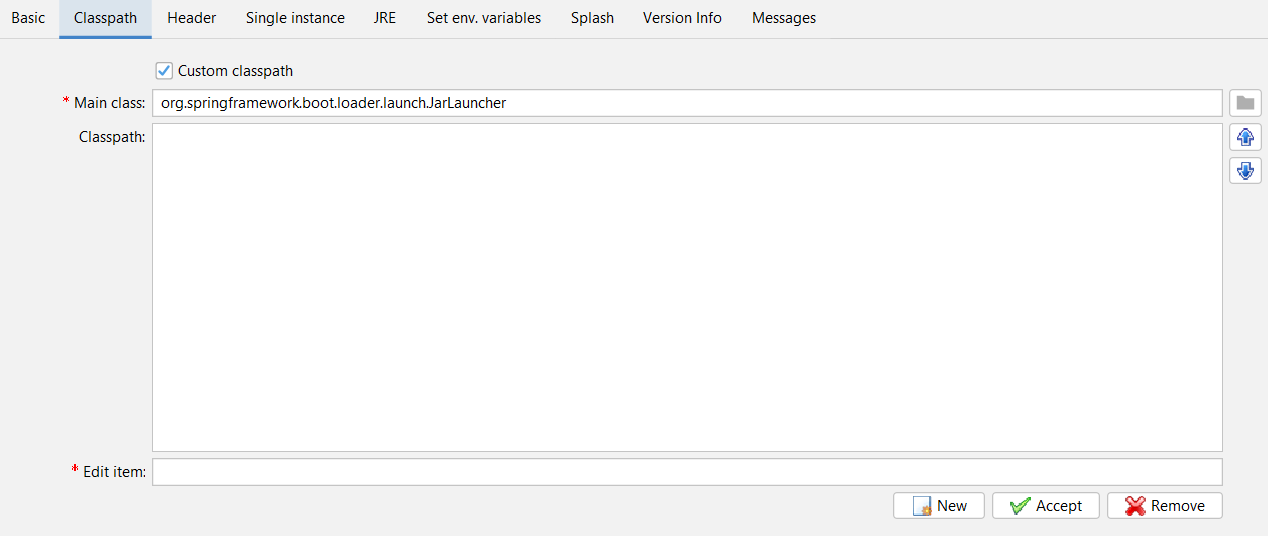 Basic Classpath Header Single instance JRE Set env. variables Splash Version Info Messages
Custom classpath
* Main class: org.springframework.boot.loader.launch.JarLauncher
Classpath:
* Edit item:
New Accept Remove